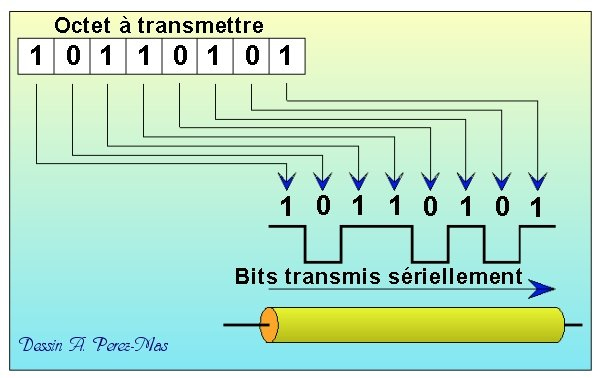 Octet à transmettre
1 0 1 1 0 1 0 1
1 0 1 1 0 1 0 1
Bits transmis sériellement
Dessin A. Perez-Mas